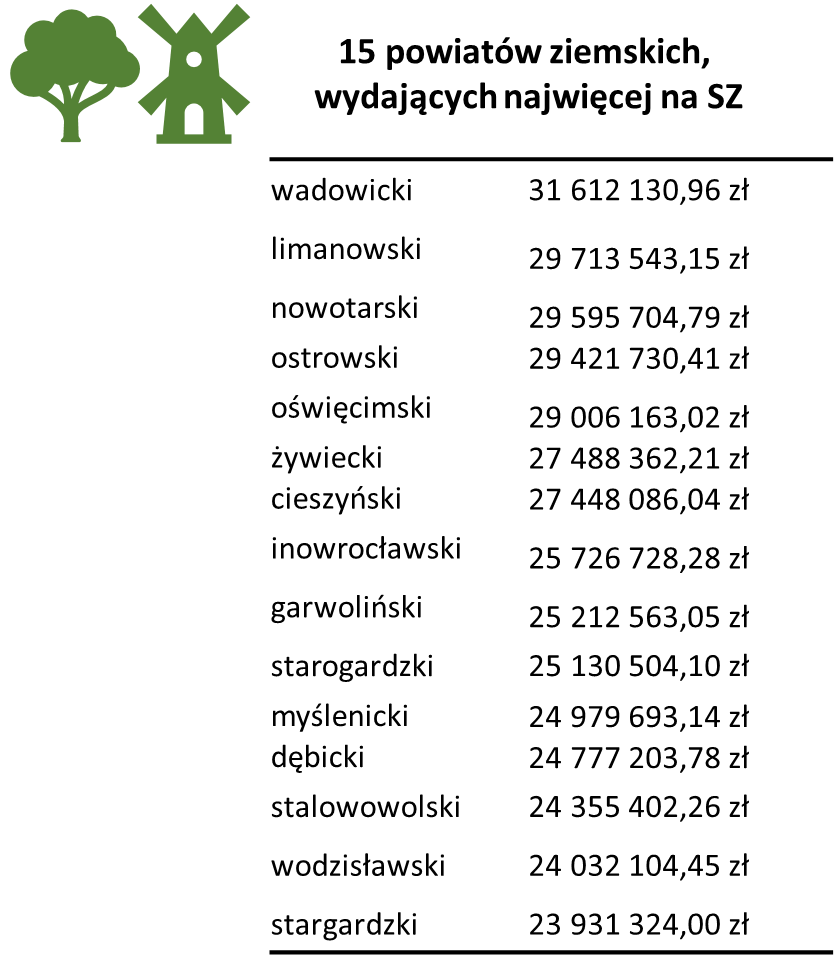 15 powiatów ziemskich,
wydających najwięcej na SZ
wadowicki 31 612 130,96 zł
limanowski 29 713 543,15 zł
nowotarski 29 595 704,79 zł
ostrowski 29 421 730,41 zł
oświęcimski 29 006 163,02 zł
żywiecki 27 488 362,21 zł
cieszyński 27 448 086,04 zł
inowrocławski 25 726 728,28 zł
garwoliński 25 212 563,05 zł
starogardzki 25 130 504,10 zł
myślenicki 24 979 693,14 zł
dębicki 24 777 203,78 zł
stalowowolski 24 355 402,26 zł
wodzisławski 24 032 104,45 zł
stargardzki 23 931 324,00 zł